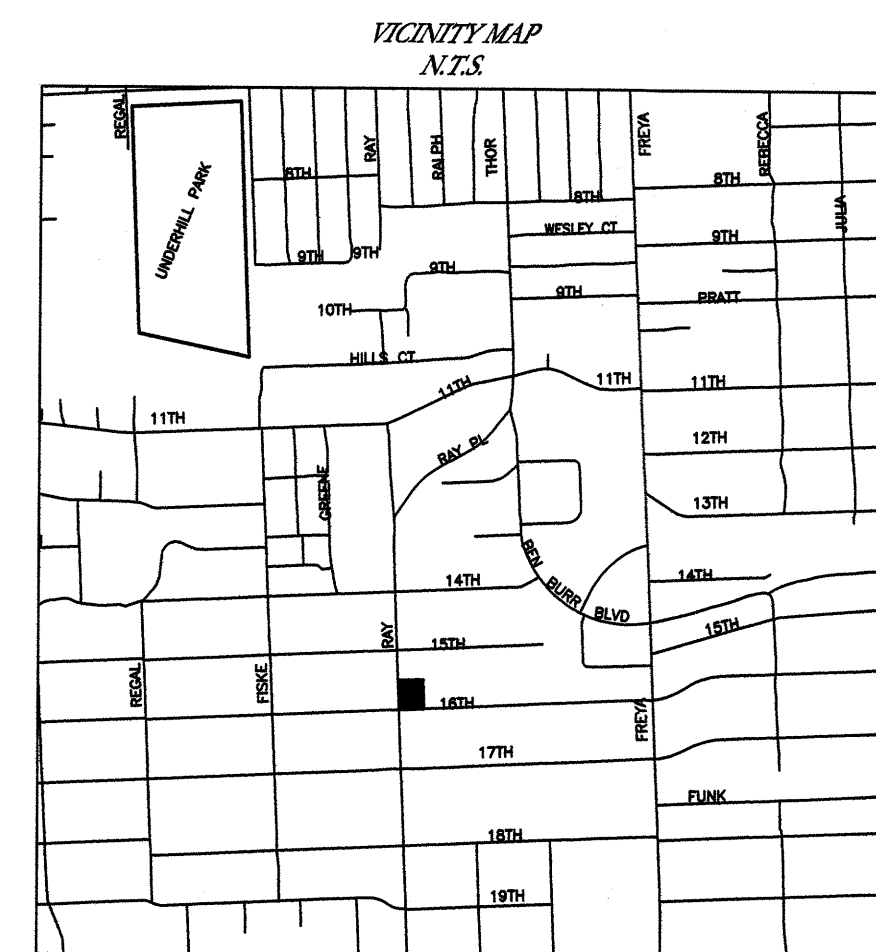 VICINITY MAP
N.T.S.
REGAL
RAY
RALPH
THOR
FREYA
REBECCA
JULIA
UNDERHILL PARK
8TH
8TH
8TH
WESLEY CT
9TH
9TH
9TH
9TH
9TH
PRATT
10TH
HILLS CT
11TH
11TH
11TH
11TH
12TH
RAY PL
GREENE
13TH
BEN BURR BLVD
14TH
14TH
15TH
15TH
RAY
REGAL
FISKE
16TH
FREYA
17TH
FUNK
18TH
19TH